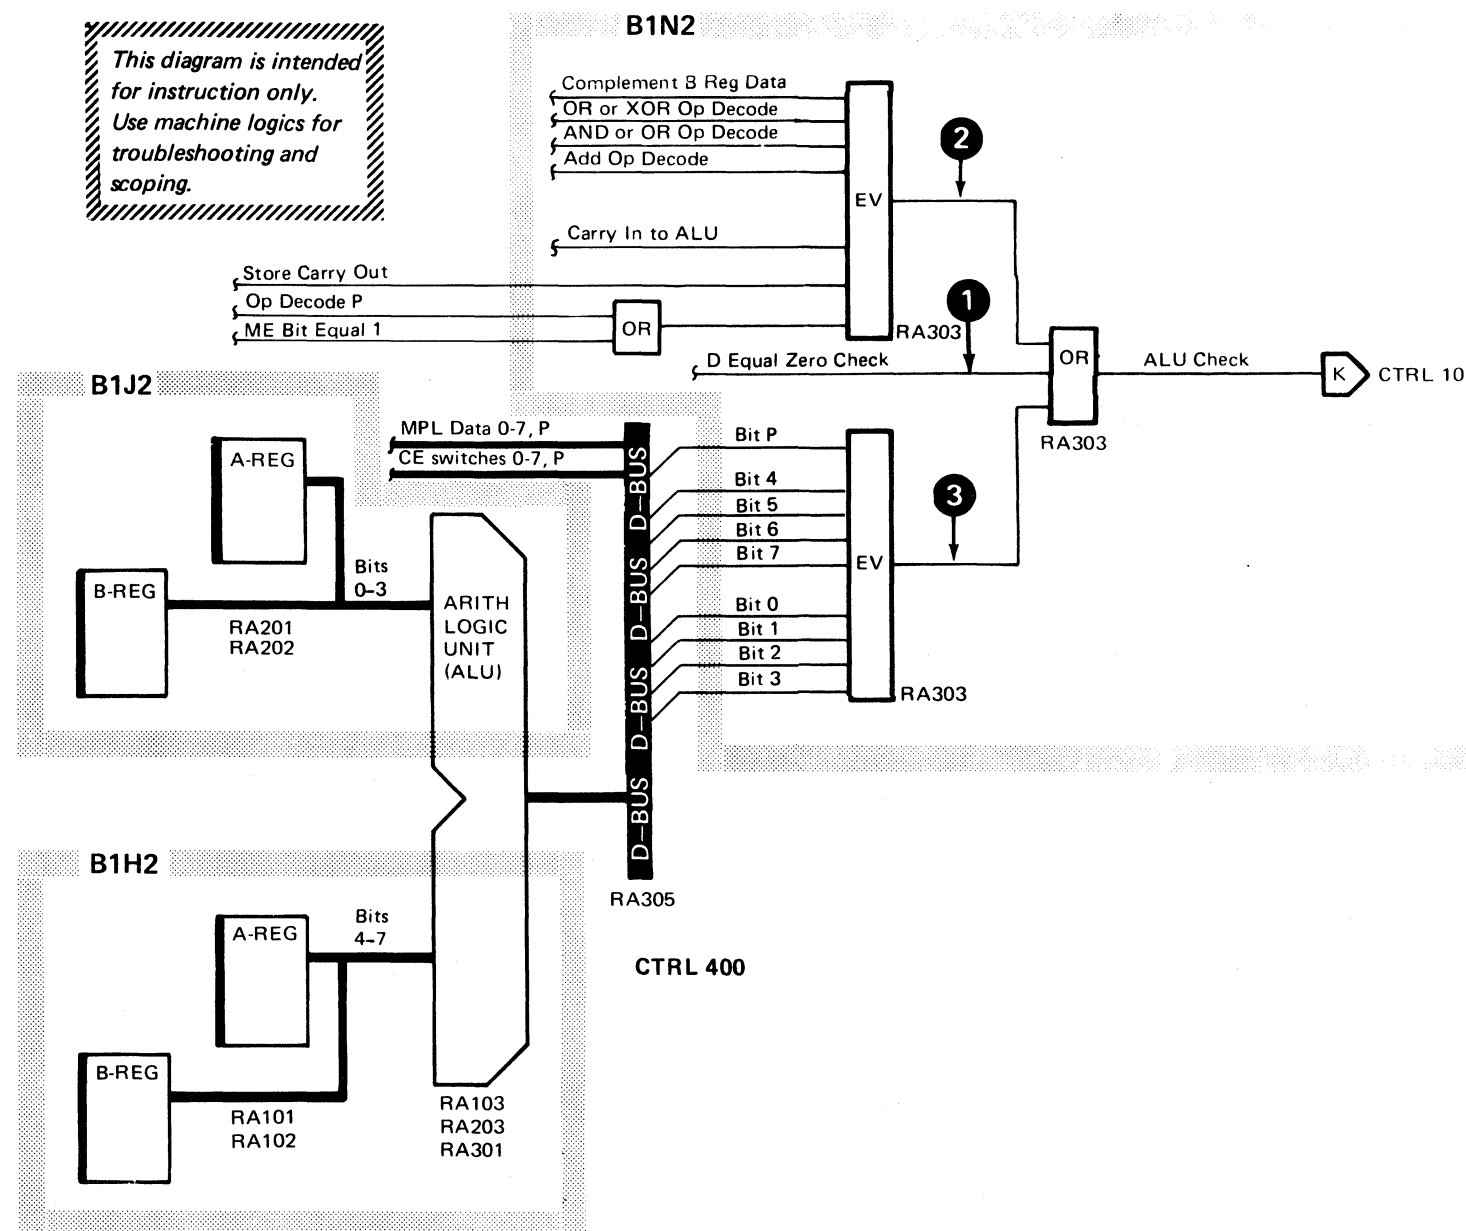 B1N2
This diagram is intended
for instruction only.
Use machine logics for
troubleshooting and
scoping.
Complement B Reg Data
OR or XOR Op Decode
AND or OR Op Decode
Add Op Decode
EV
2
Carry In to ALU
Store Carry Out
Op Decode P
ME Bit Equal 1
OR
1
RA303
D Equal Zero Check
OR
ALU Check
K
CTRL 10
RA303
B1J2
MPL Data 0-7, P
CE switches 0-7, P
A-REG
Bits
0-3
B-REG
RA201
RA202
ARITH
LOGIC
UNIT
(ALU)
D-BUS
D-BUS
D-BUS
D-BUS
Bit P
Bit 4
Bit 5
Bit 6
Bit 7
Bit 0
Bit 1
Bit 2
Bit 3
EV
3
RA303
RA305
B1H2
A-REG
Bits
4-7
B-REG
RA101
RA102
RA103
RA203
RA301
CTRL 400